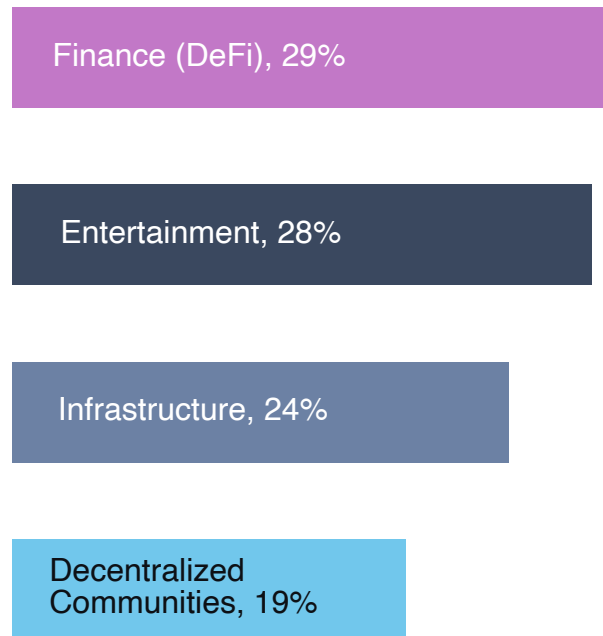 Finance (DeFi), 29%
Entertainment, 28%
Infrastructure, 24%
Decentralized
Communities, 19%